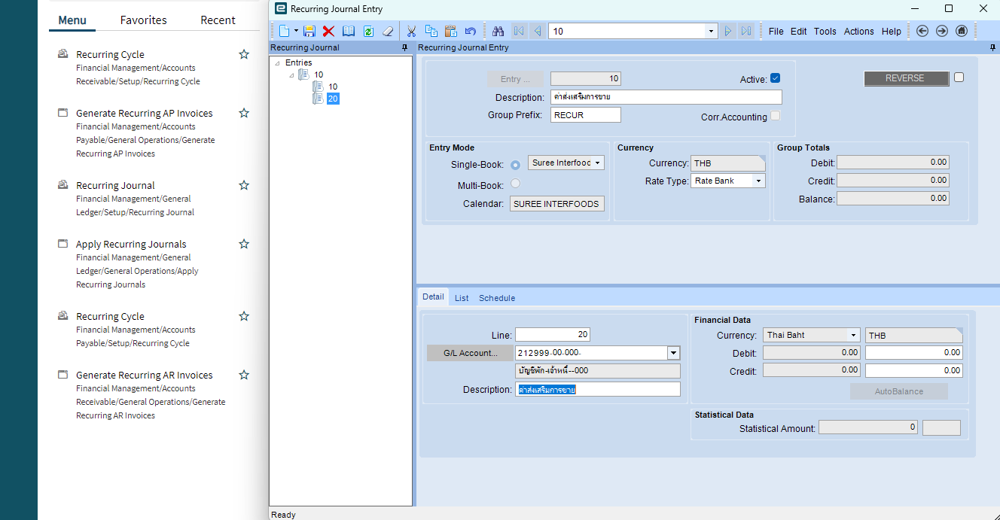 Menu
Favorites
Recent
Recurring Cycle
Financial Management/Accounts
Receivable/Setup/Recurring Cycle
Generate Recurring AP Invoices
Financial Management/Accounts
Payable/General Operations/Generate
Recurring AP Invoices
Recurring Journal
Financial Management/General
Ledger/Setup/Recurring Journal
Apply Recurring Journals
Financial Management/General
Ledger/General Operations/Apply
Recurring Journals
Recurring Cycle
Financial Management/Accounts
Payable/Setup/Recurring Cycle
Generate Recurring AR Invoices
Financial Management/Accounts
Receivable/General Operations/Generate
Recurring AR Invoices
Recurring Journal Entry
10
File Edit Tools Actions Help
Recurring Journal
Entries
10
10
20
Recurring Journal Entry
Entry ... 10 Active: REVERSE
Description: ค่าส่งเสริมการขาย
Group Prefix: RECUR Corr.Accounting
Entry Mode
Single-Book: Suree Interfood
Multi-Book:
Calendar: SUREE INTERFOODS
Currency
Currency: THB
Rate Type: Rate Bank
Group Totals
Debit: 0.00
Credit: 0.00
Balance: 0.00
Detail List Schedule
Line: 20
G/L Account... 212999-00-000-
บัญชีพัก-เจ้าหนี้--000
Description: ค่าส่งเสริมการขาย
Financial Data
Currency: Thai Baht THB
Debit: 0.00 0.00
Credit: 0.00 0.00
AutoBalance
Statistical Data
Statistical Amount: 0
Ready